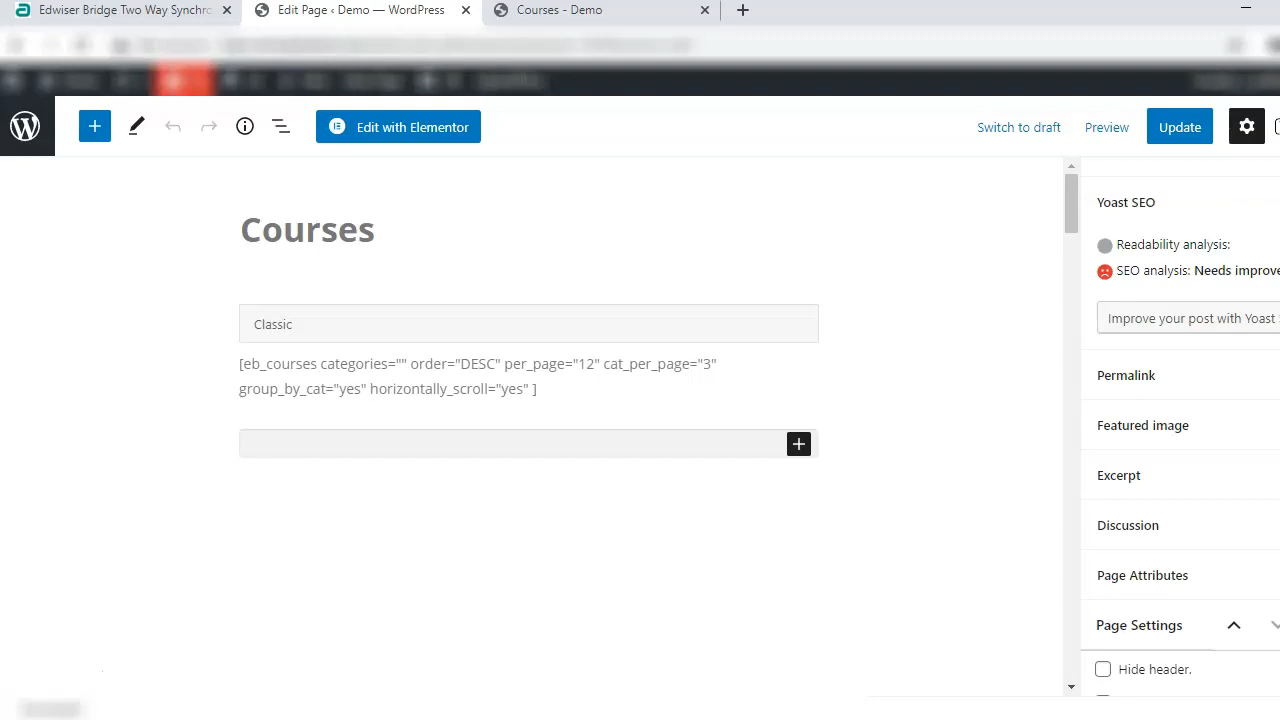 Edwiser Bridge Two Way Synchro
Edit Page ‹ Demo — WordPress
Courses - Demo
Edit with Elementor
Switch to draft
Preview
Update
Courses
Classic
[eb_courses categories="" order="DESC" per_page="12" cat_per_page="3"
group_by_cat="yes" horizontally_scroll="yes" ]
Yoast SEO
Readability analysis:
SEO analysis: Needs improve
Improve your post with Yoast
Permalink
Featured image
Excerpt
Discussion
Page Attributes
Page Settings
Hide header.